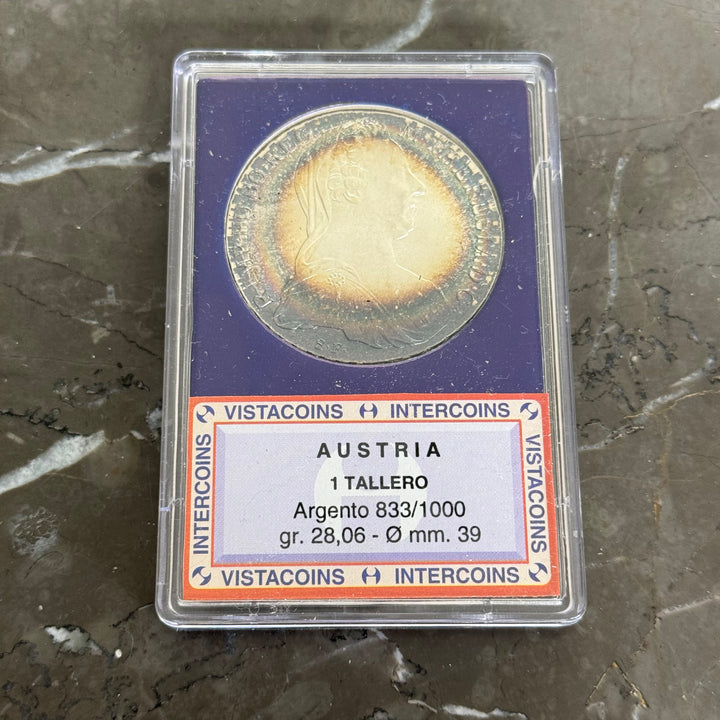 S.F.
VISTACOINS INTERCOINS
INTERCOINS
VISTACOINS
AUSTRIA
1 TALLERO
Argento 833/1000
gr. 28,06 - Ø mm. 39
VISTACOINS INTERCOINS